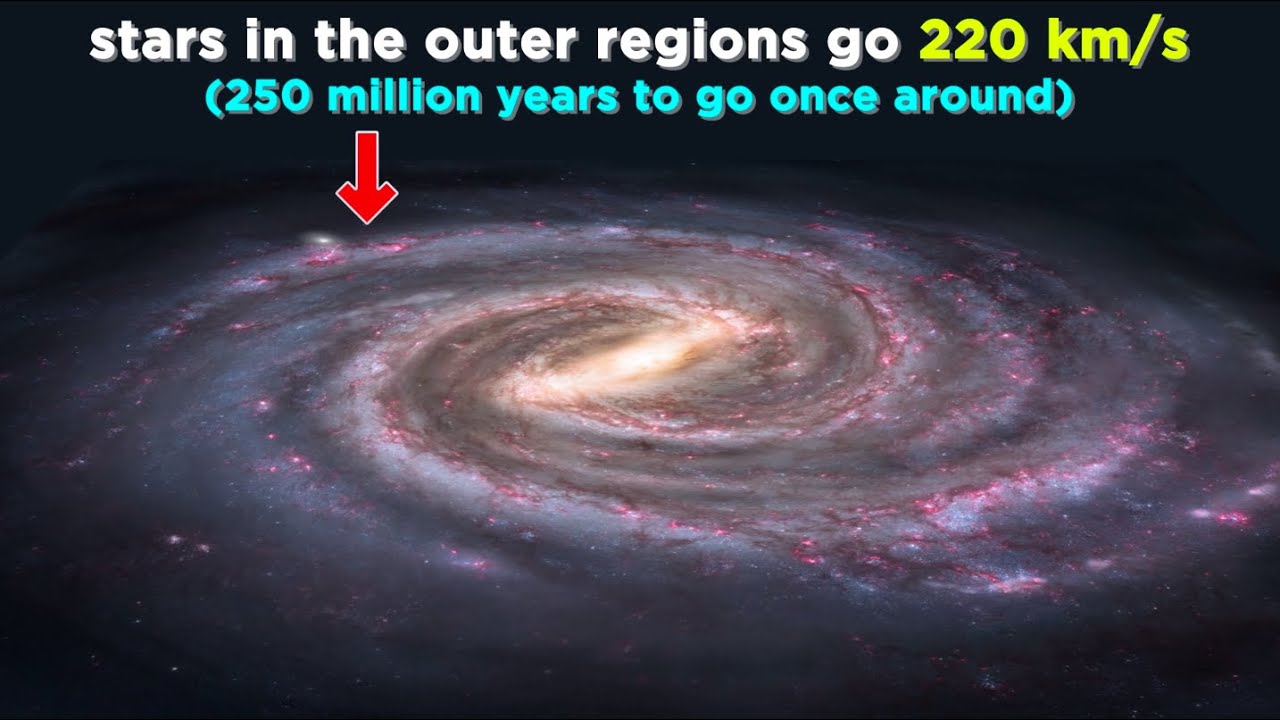 stars in the outer regions go 220 km/s
(250 million years to go once around)